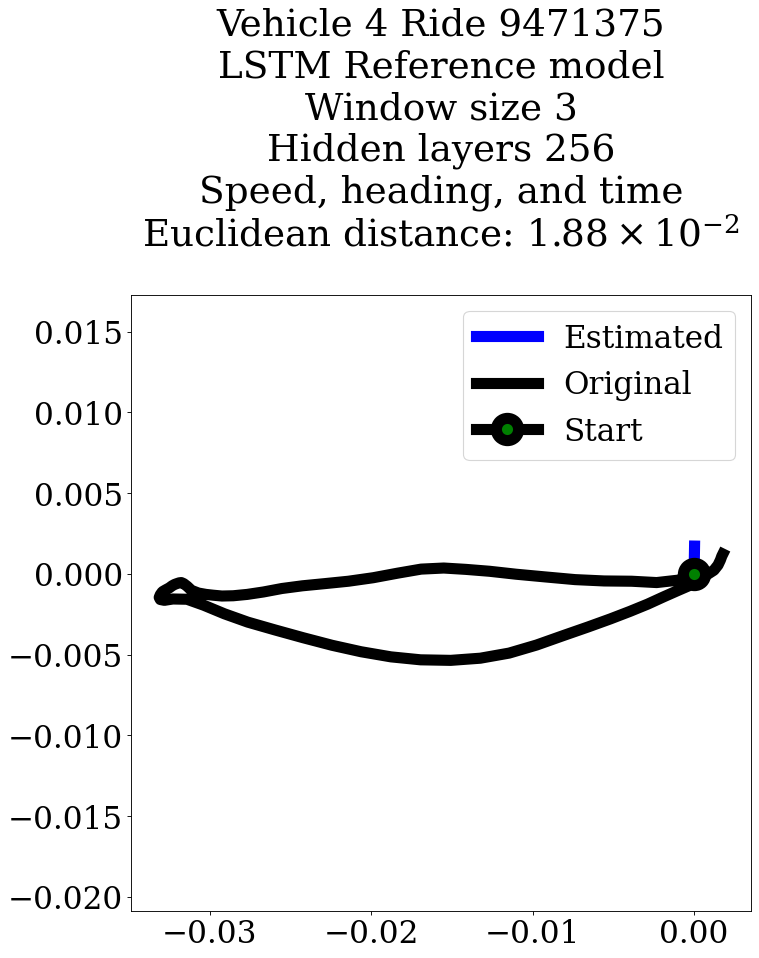 Vehicle 4 Ride 9471375
LSTM Reference model
Window size 3
Hidden layers 256
Speed, heading, and time
Euclidean distance: 1.88 × 10⁻²
Estimated
Original
Start
0.015
0.010
0.005
0.000
−0.005
−0.010
−0.015
−0.020
−0.03 −0.02 −0.01 0.00